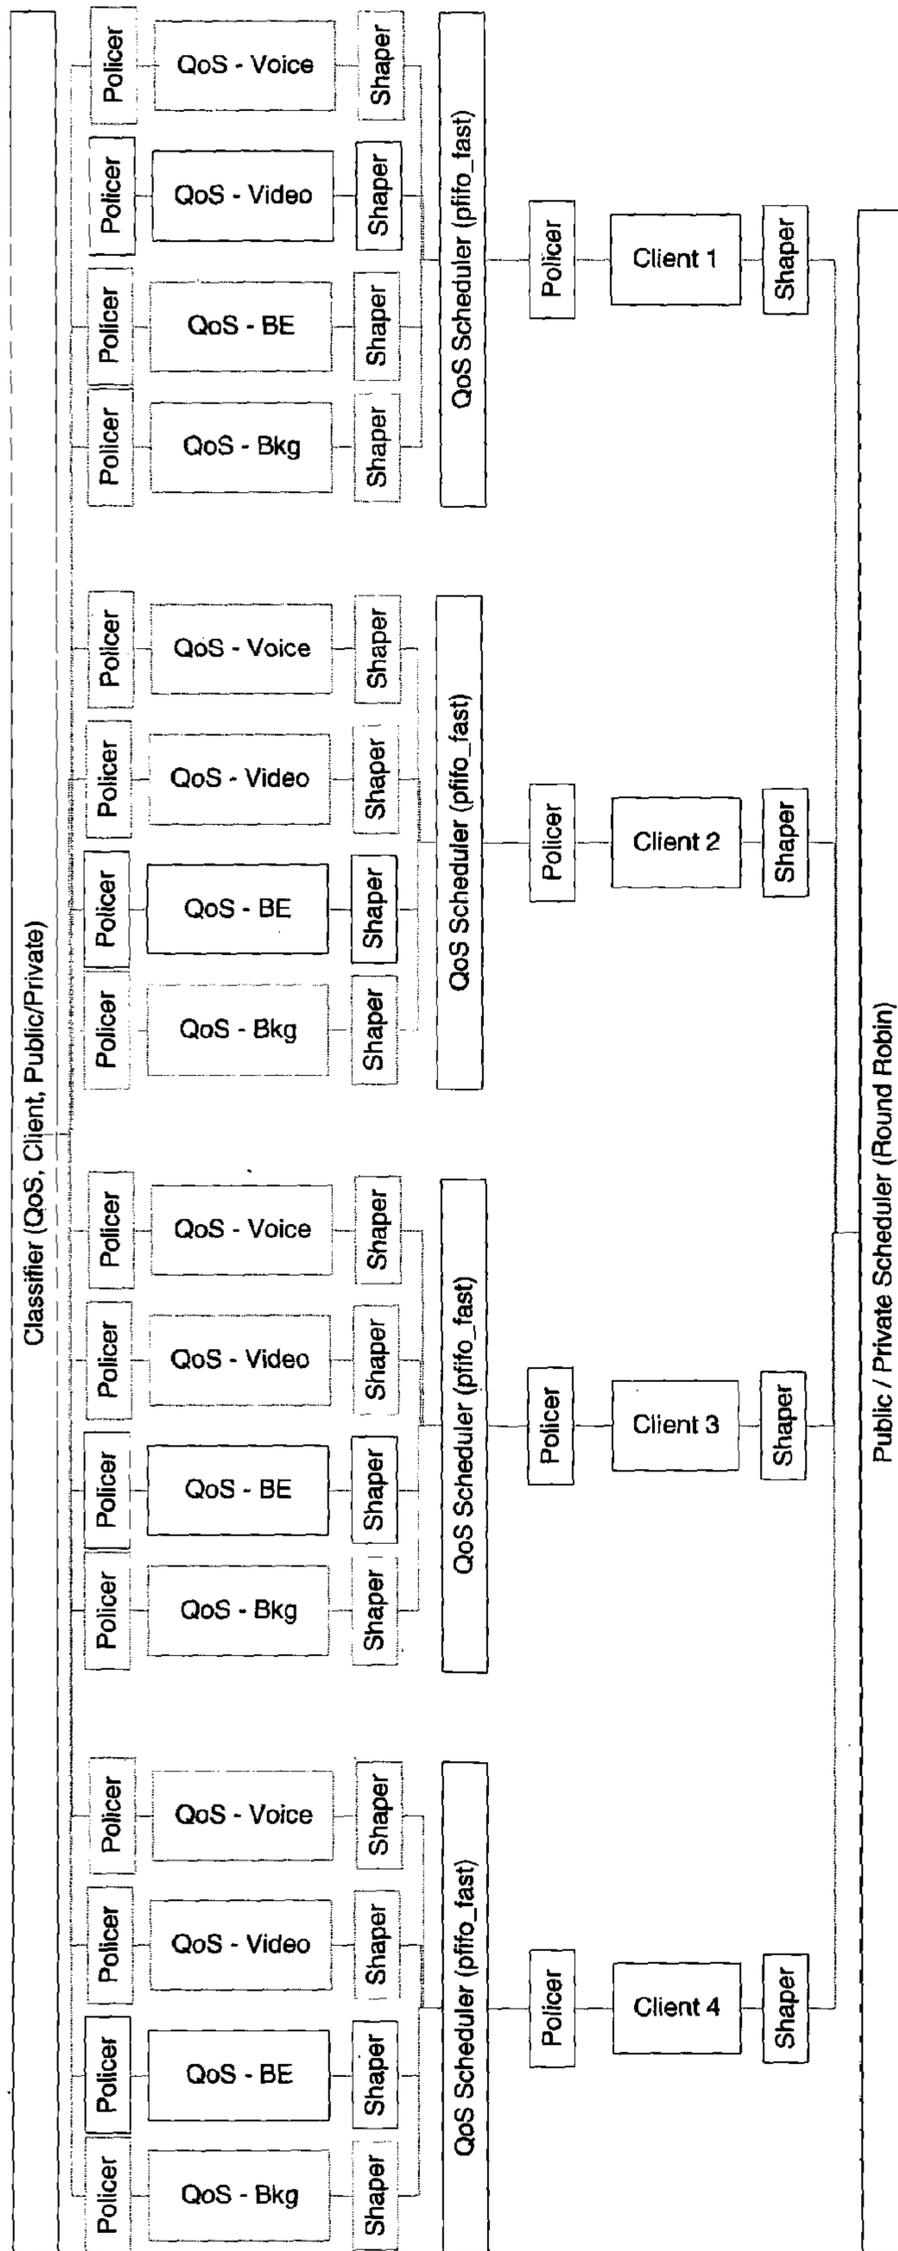 Classifier (QoS, Client, Public/Private)
Policer
QoS - Voice
Shaper
Policer
QoS - Video
Shaper
Policer
QoS - BE
Shaper
Policer
QoS - Bkg
Shaper
QoS Scheduler (pfifo_fast)
Policer
Client 1
Shaper
Policer
QoS - Voice
Shaper
Policer
QoS - Video
Shaper
Policer
QoS - BE
Shaper
Policer
QoS - Bkg
Shaper
QoS Scheduler (pfifo_fast)
Policer
Client 2
Shaper
Policer
QoS - Voice
Shaper
Policer
QoS - Video
Shaper
Policer
QoS - BE
Shaper
Policer
QoS - Bkg
Shaper
QoS Scheduler (pfifo_fast)
Policer
Client 3
Shaper
Policer
QoS - Voice
Shaper
Policer
QoS - Video
Shaper
Policer
QoS - BE
Shaper
Policer
QoS - Bkg
Shaper
QoS Scheduler (pfifo_fast)
Policer
Client 4
Shaper
Public / Private Scheduler (Round Robin)